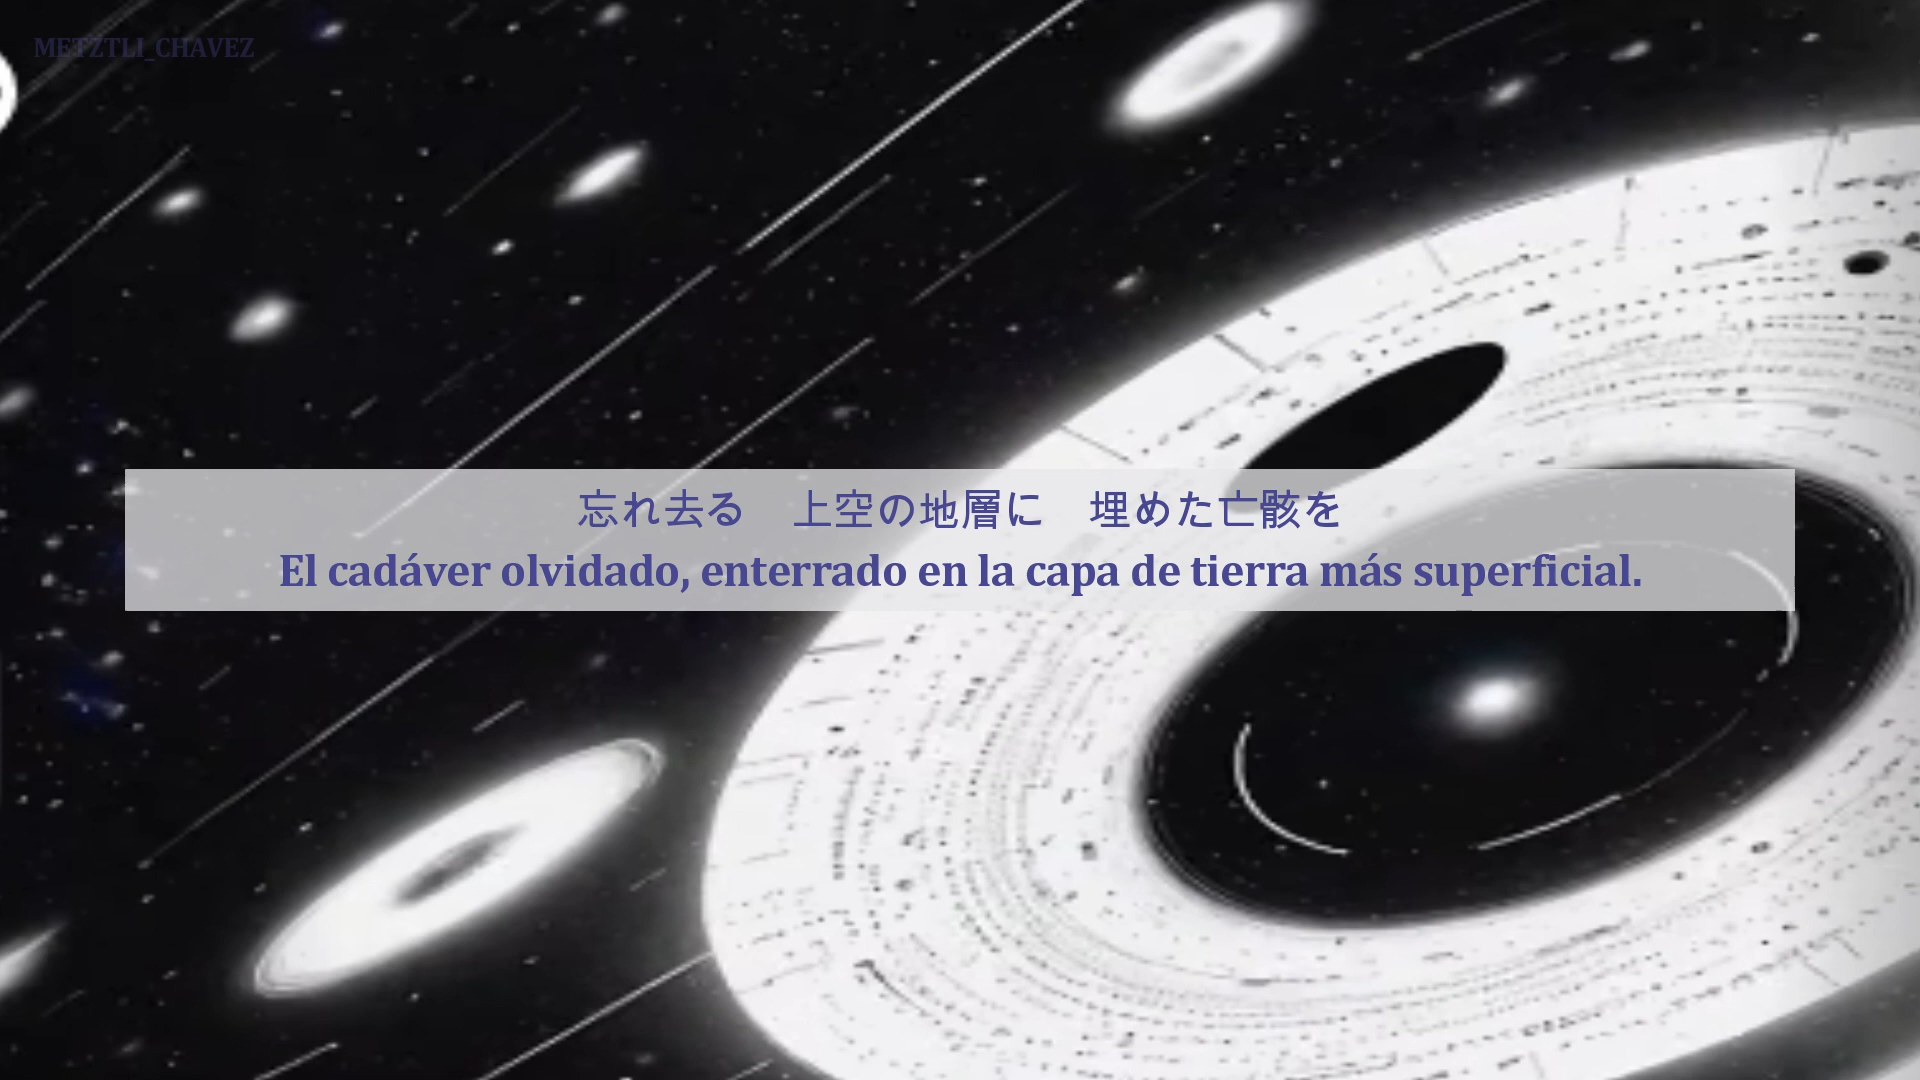 METZTLI_CHAVEZ
忘れ去る　上空の地層に　埋めた亡骸を
El cadáver olvidado, enterrado en la capa de tierra más superficial.